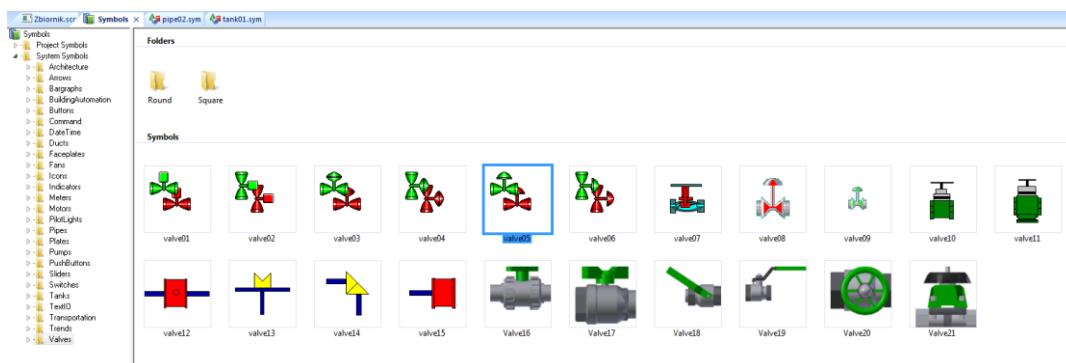 Zbiornik.scr Symbols pipe02.sym tank01.sym
Symbols
Project Symbols
System Symbols
Architecture
Arrows
Bargraphs
BuildingAutomation
Buttons
Command
DateTime
Ducts
Faceplates
Fans
Icons
Indicators
Meters
Motors
PilotLights
Pipes
Plates
Pumps
PushButtons
Sliders
Switches
Tanks
TextIO
Transportation
Trends
Valves
Folders
Round Square
Symbols
valve01 valve02 valve03 valve04 valve05 valve06 valve07 valve08 valve09 valve10 valve11
valve12 valve13 valve14 valve15 Valve16 Valve17 Valve18 Valve19 Valve20 Valve21